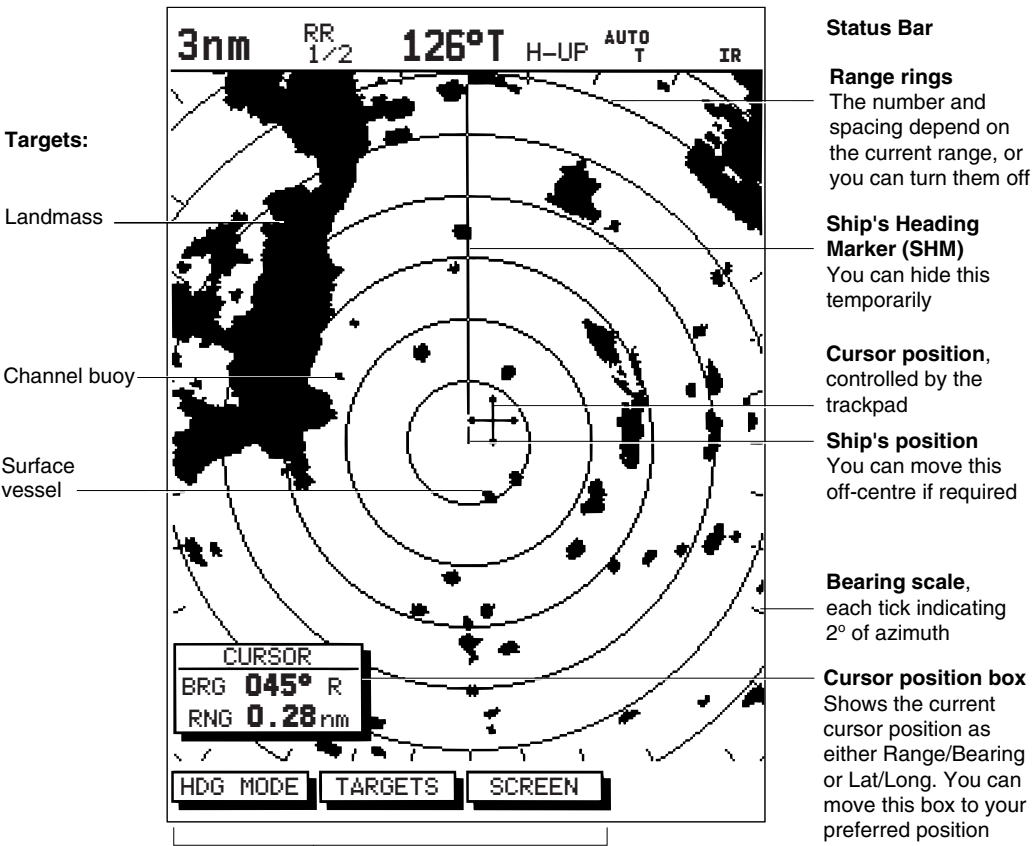 3nm RR 1/2 126°T H-UP AUTO T IR
Status Bar
Range rings
The number and
spacing depend on
the current range, or
you can turn them off
Targets:
Landmass
Ship's Heading
Marker (SHM)
You can hide this
temporarily
Channel buoy
Cursor position,
controlled by the
trackpad
Ship's position
You can move this
off-centre if required
Surface
vessel
Bearing scale,
each tick indicating
2º of azimuth
CURSOR
BRG 045° R
RNG 0.28nm
Cursor position box
Shows the current
cursor position as
either Range/Bearing
or Lat/Long. You can
move this box to your
preferred position
HDG MODE TARGETS SCREEN